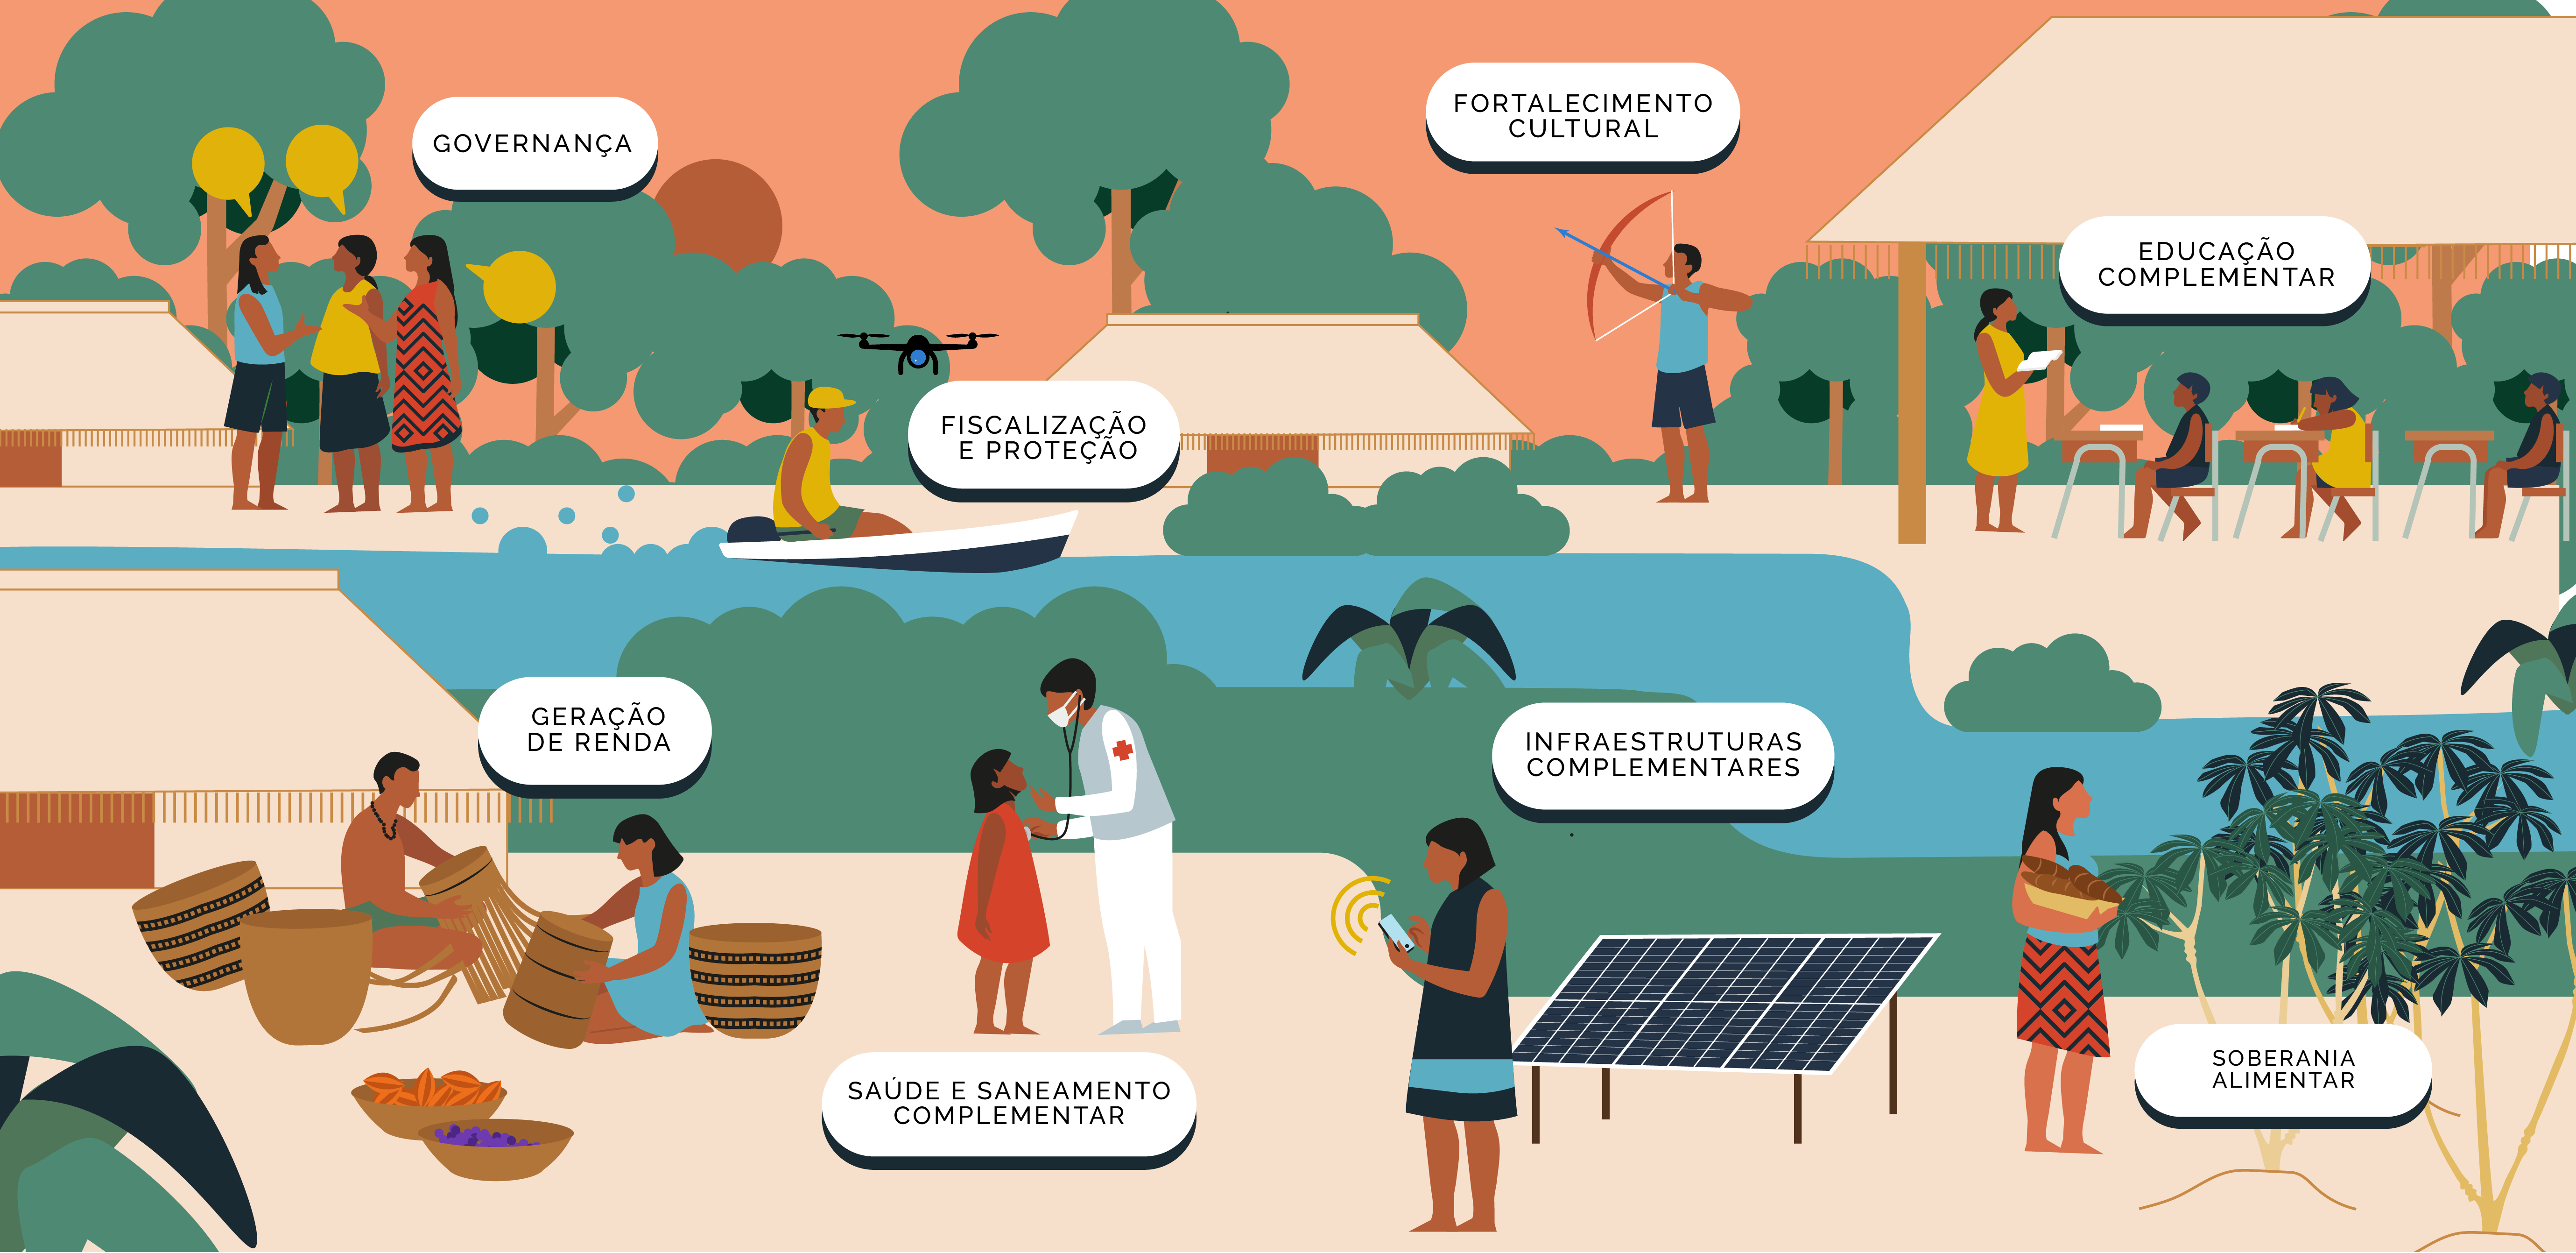 GOVERNANÇA
FORTALECIMENTO
CULTURAL
EDUCAÇÃO
COMPLEMENTAR
FISCALIZAÇÃO
E PROTEÇÃO
GERAÇÃO
DE RENDA
INFRAESTRUTURAS
COMPLEMENTARES
SAÚDE E SANEAMENTO
COMPLEMENTAR
SOBERANIA
ALIMENTAR